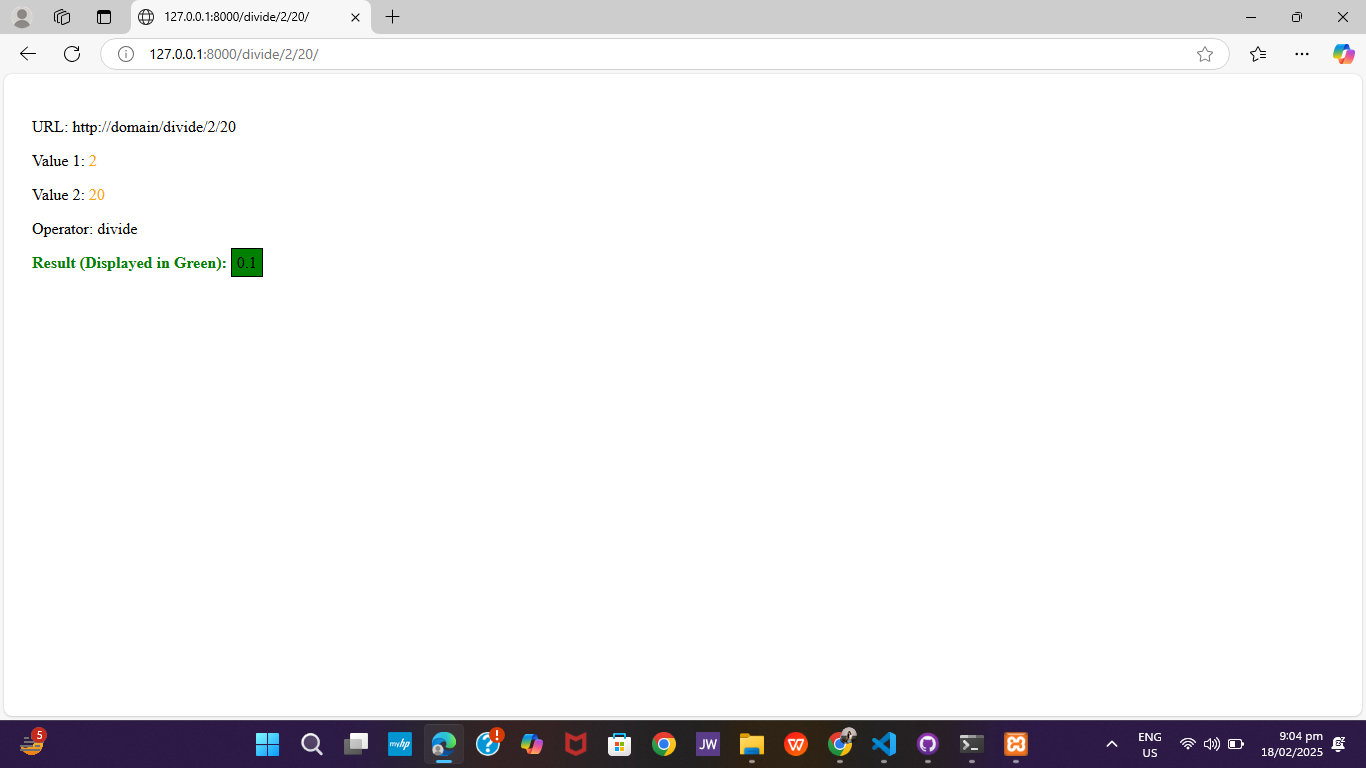 127.0.0.1:8000/divide/2/20/
127.0.0.1:8000/divide/2/20/
URL: http://domain/divide/2/20
Value 1: 2
Value 2: 20
Operator: divide
Result (Displayed in Green): 0.1
5
myhp
?
!
JW
W
ENG
US
9:04 pm
18/02/2025